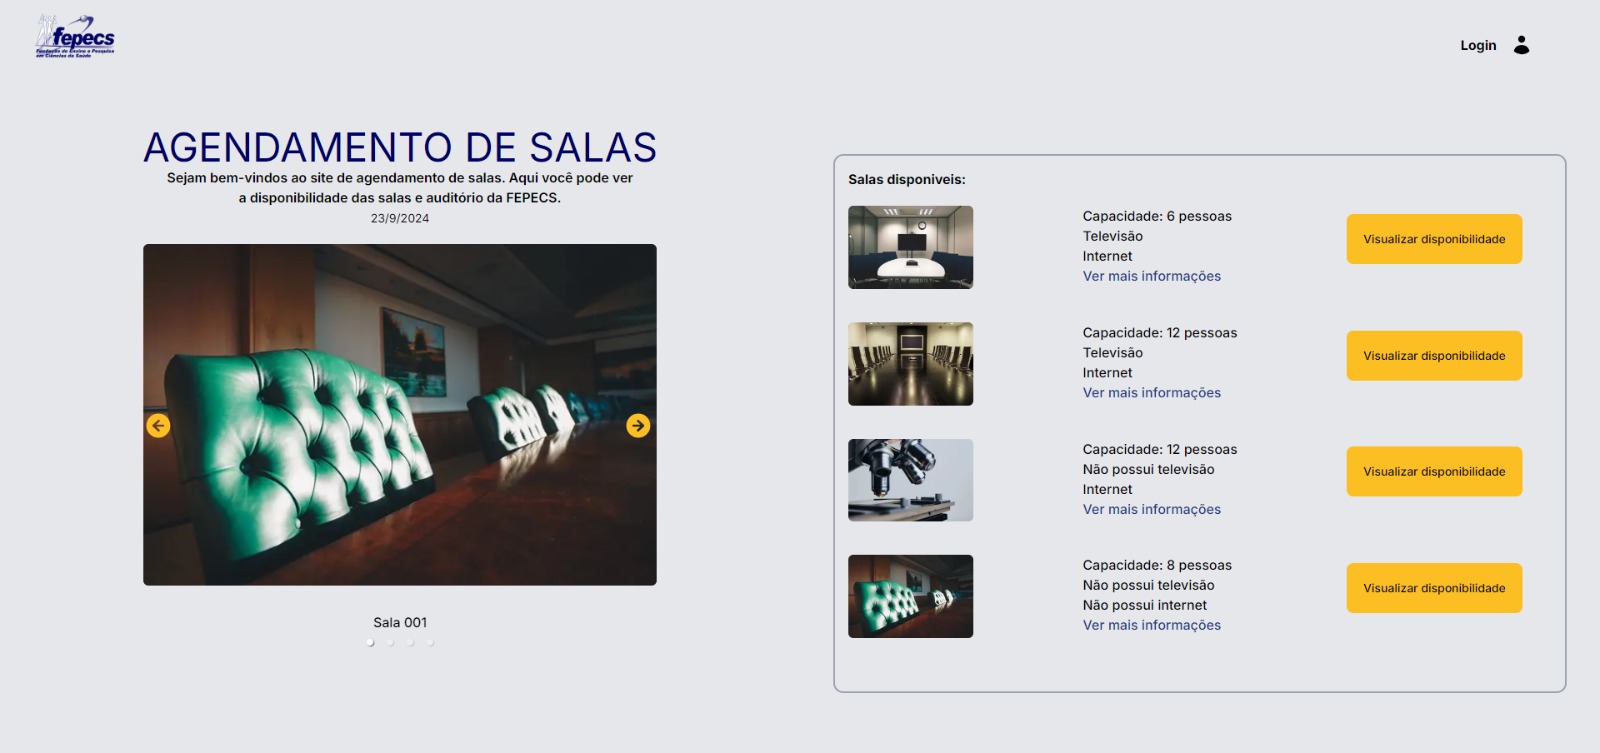 fepecs
Fundação de Ensino e Pesquisa
em Ciências da Saúde
Login
AGENDAMENTO DE SALAS
Sejam bem-vindos ao site de agendamento de salas. Aqui você pode ver
a disponibilidade das salas e auditório da FEPECS.
23/9/2024
Sala 001
Salas disponiveis:
Capacidade: 6 pessoas
Televisão
Internet
Ver mais informações
Visualizar disponibilidade
Capacidade: 12 pessoas
Televisão
Internet
Ver mais informações
Visualizar disponibilidade
Capacidade: 12 pessoas
Não possui televisão
Internet
Ver mais informações
Visualizar disponibilidade
Capacidade: 8 pessoas
Não possui televisão
Não possui internet
Ver mais informações
Visualizar disponibilidade